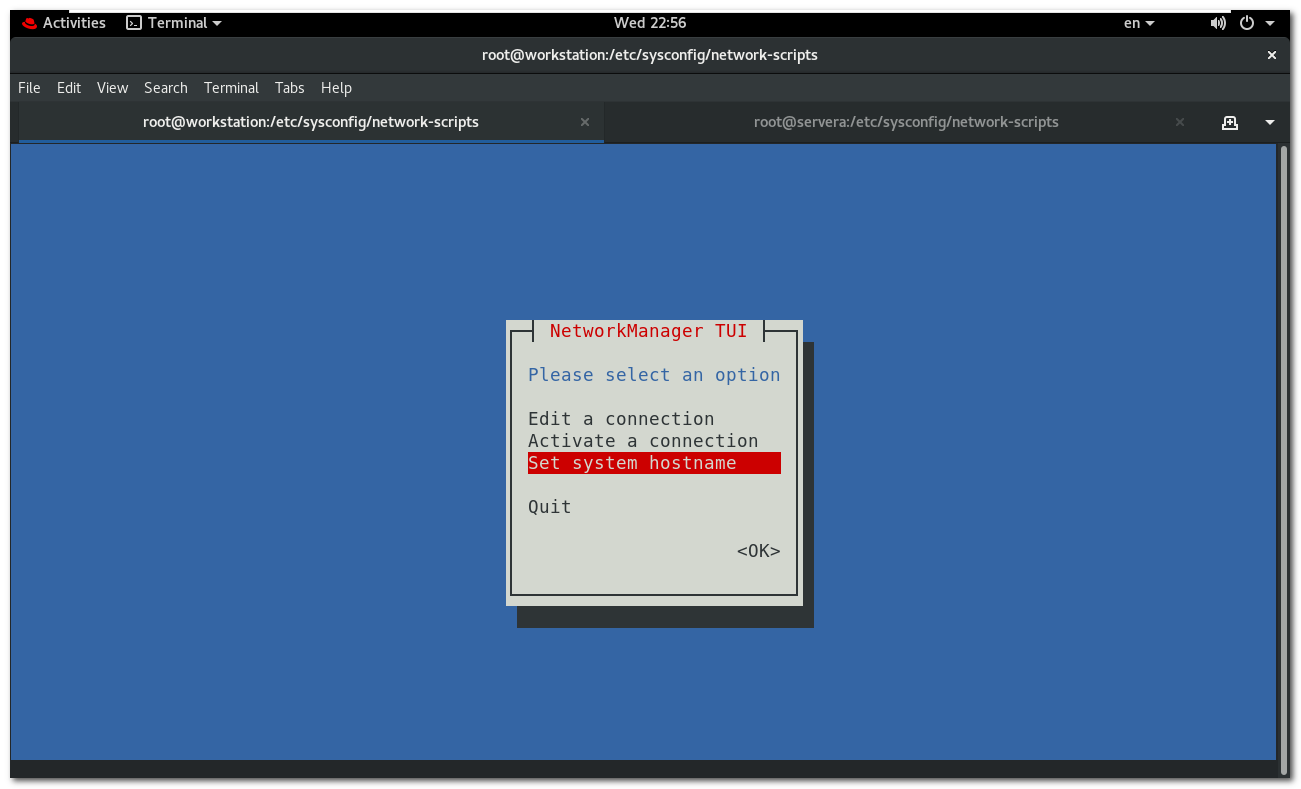 Activities Terminal Wed 22:56 en
root@workstation:/etc/sysconfig/network-scripts
File Edit View Search Terminal Tabs Help
root@workstation:/etc/sysconfig/network-scripts root@servera:/etc/sysconfig/network-scripts
NetworkManager TUI
Please select an option
Edit a connection
Activate a connection
Set system hostname
Quit
<OK>